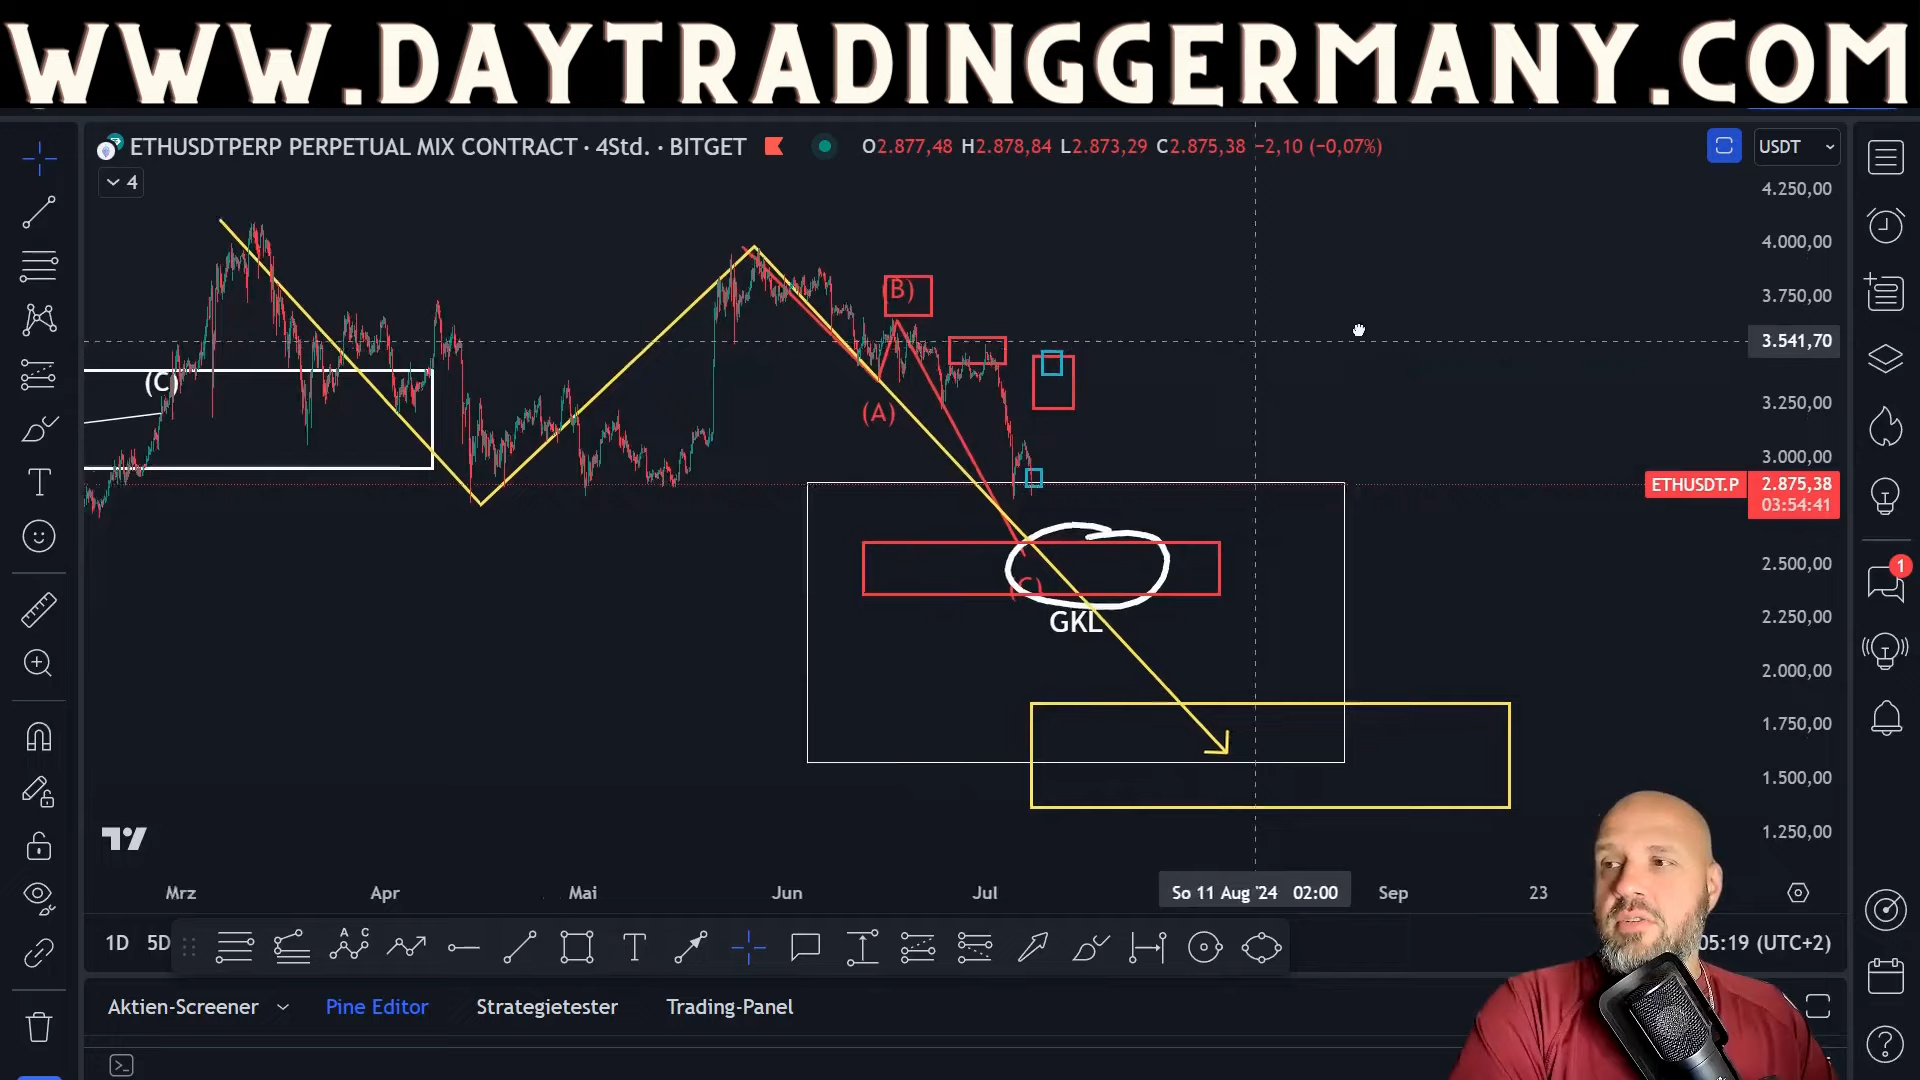 WWW.DAYTRADINGGERMANY.COM
ETHUSDTPERP PERPETUAL MIX CONTRACT · 4Std. · BITGET
O2.877,48 H2.878,84 L2.873,29 C2.875,38 −2,10 (−0,07%)
USDT
4
4.250,00
4.000,00
3.750,00
3.541,70
3.250,00
3.000,00
ETHUSDT.P
2.875,38
03:54:41
2.500,00
2.250,00
2.000,00
1.750,00
1.500,00
1.250,00
(C)
(B)
(A)
(C)
GKL
1
Mrz
Apr
Mai
Jun
Jul
So 11 Aug '24 02:00
Sep
23
1D 5D
A C
05:19 (UTC+2)
Aktien-Screener
Pine Editor
Strategietester
Trading-Panel